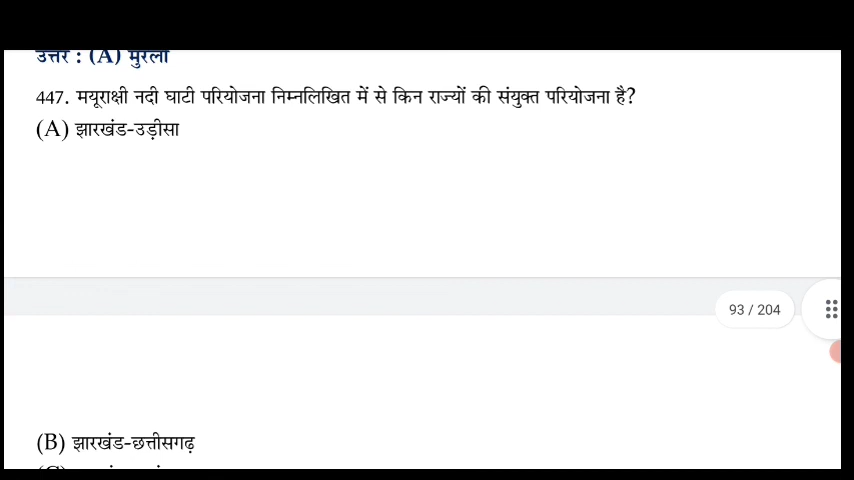 उत्तर : (A) मुरली
447. मयूराक्षी नदी घाटी परियोजना निम्नलिखित में से किन राज्यों की संयुक्त परियोजना है?
(A) झारखंड-उड़ीसा
93 / 204
(B) झारखंड-छत्तीसगढ़